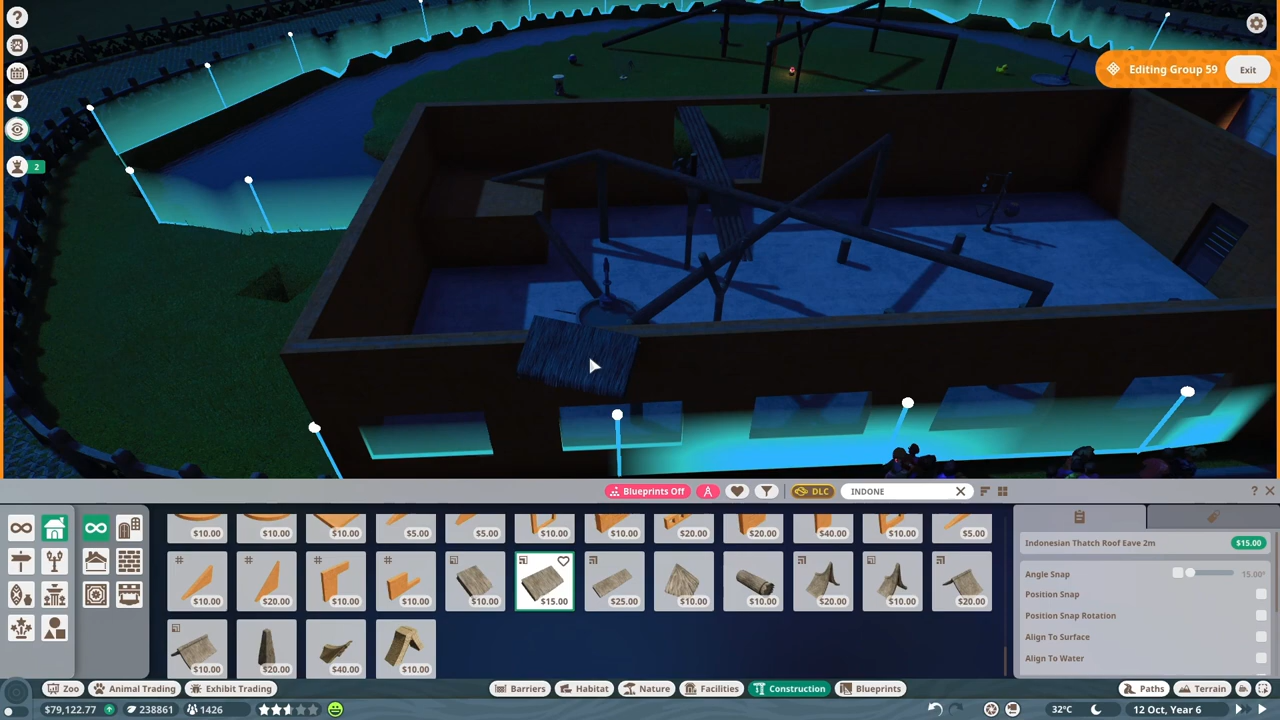 ?
Editing Group 59
Exit
2
Blueprints Off
DLC
INDONE
?
$10.00
$10.00
$10.00
$5.00
$5.00
$10.00
$10.00
$20.00
$20.00
$40.00
$10.00
$5.00
$10.00
$20.00
$10.00
$10.00
$10.00
$15.00
$25.00
$10.00
$10.00
$20.00
$10.00
$20.00
$10.00
$20.00
$40.00
$10.00
Indonesian Thatch Roof Eave 2m
$15.00
Angle Snap
15.00°
Position Snap
Position Snap Rotation
Align To Surface
Align To Water
Zoo
Animal Trading
Exhibit Trading
Barriers
Habitat
Nature
Facilities
Construction
Blueprints
Paths
Terrain
$79,122.77
238861
1426
32°C
12 Oct, Year 6